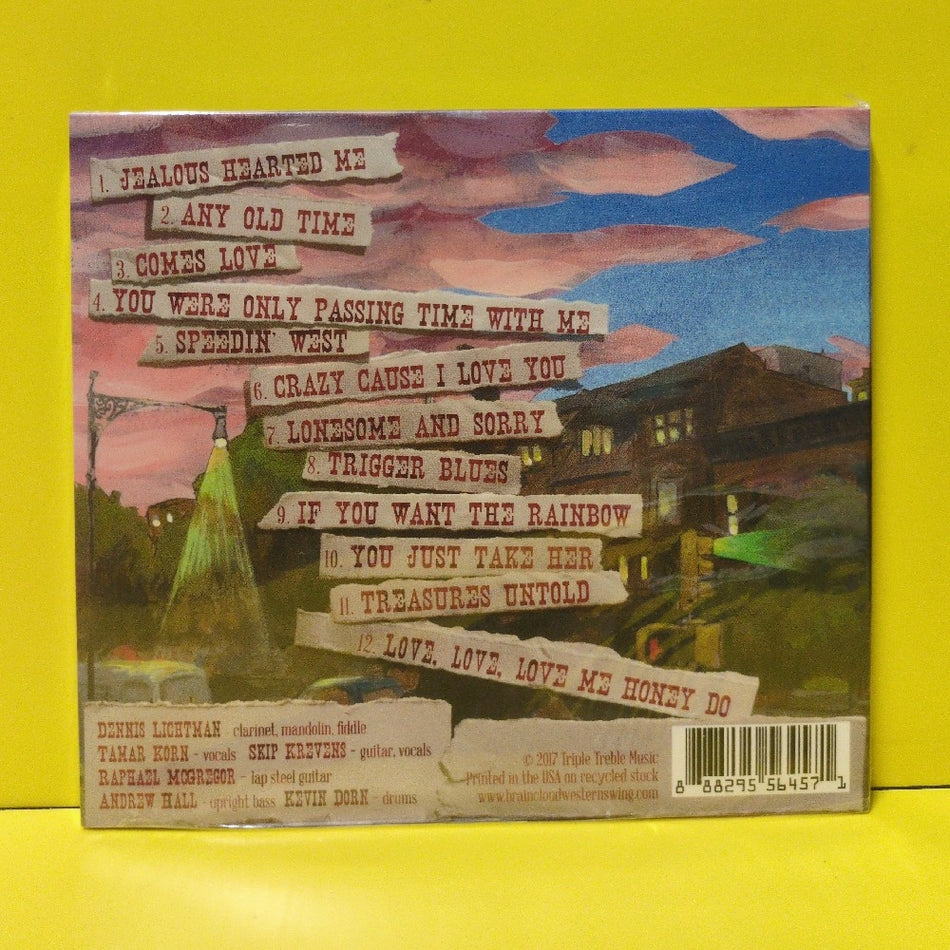 1. JEALOUS HEARTED ME
2. ANY OLD TIME
3. COMES LOVE
4. YOU WERE ONLY PASSING TIME WITH ME
5. SPEEDIN' WEST
6. CRAZY CAUSE I LOVE YOU
7. LONESOME AND SORRY
8. TRIGGER BLUES
9. IF YOU WANT THE RAINBOW
10. YOU JUST TAKE HER
11. TREASURES UNTOLD
12. LOVE, LOVE, LOVE ME HONEY DO
DENNIS LICHTMAN - clarinet, mandolin, fiddle
TAMAR KORN - vocals SKIP KREVENS - guitar, vocals
RAPHAEL MCGREGOR - lap steel guitar
ANDREW HALL - upright bass KEVIN DORN - drums
© 2017 Triple Treble Music
Printed in the USA on recycled stock
www.braincloudwesternswing.com
8 88295 56457 1